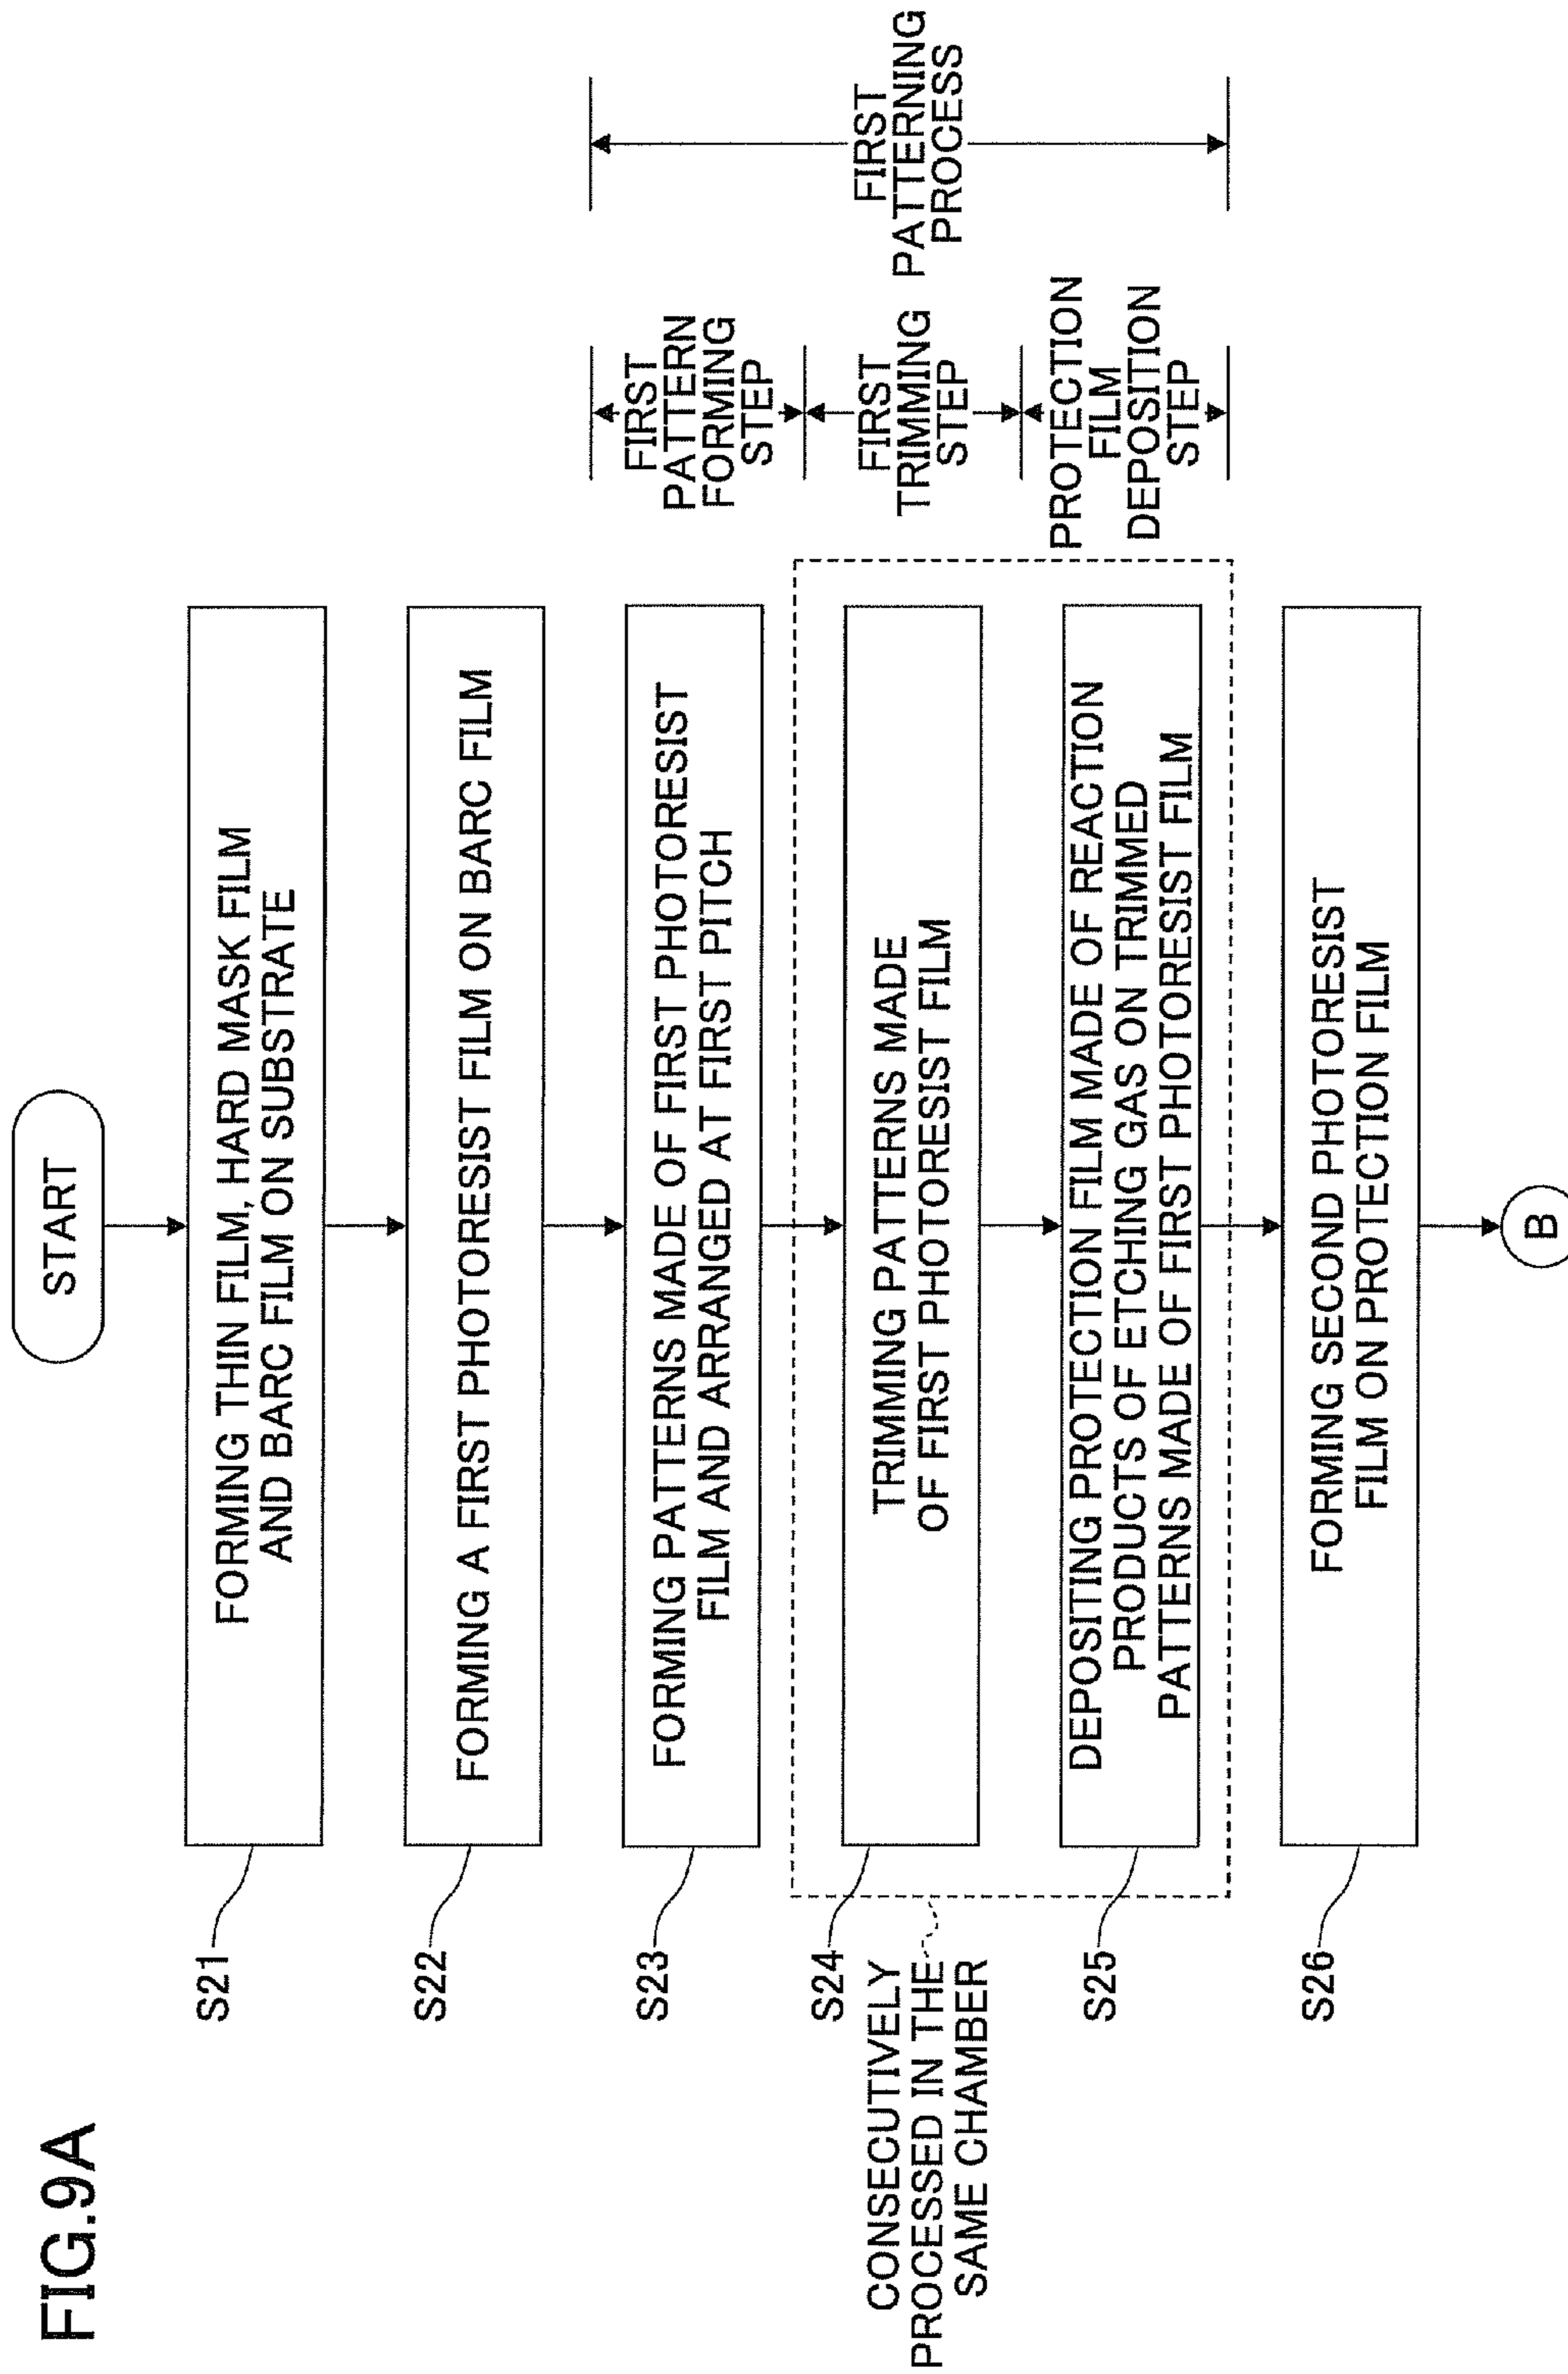 FIG.9A
START
S21
FORMING THIN FILM, HARD MASK FILM
AND BARC FILM ON SUBSTRATE
S22
FORMING A FIRST PHOTORESIST FILM ON BARC FILM
S23
FORMING PATTERNS MADE OF FIRST PHOTORESIST
FILM AND ARRANGED AT FIRST PITCH
FIRST
PATTERN
FORMING
STEP
S24
TRIMMING PATTERNS MADE
OF FIRST PHOTORESIST FILM
FIRST
TRIMMING
STEP
FIRST
PATTERNING
PROCESS
CONSECUTIVELY
PROCESSED IN THE
SAME CHAMBER
S25
DEPOSITING PROTECTION FILM MADE OF REACTION
PRODUCTS OF ETCHING GAS ON TRIMMED
PATTERNS MADE OF FIRST PHOTORESIST FILM
PROTECTION
FILM
DEPOSITION
STEP
S26
FORMING SECOND PHOTORESIST
FILM ON PROTECTION FILM
B